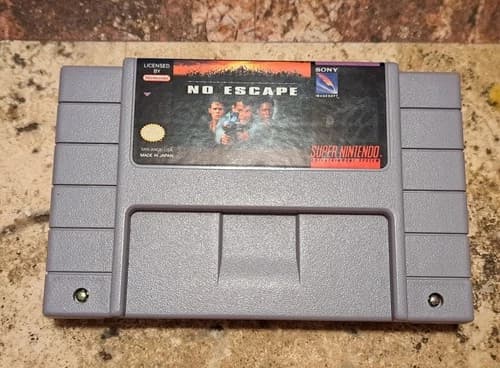 LICENSED
BY
Nintendo
NO ESCAPE
SONY
IMAGESOFT
MADE IN JAPAN
SUPER NINTENDO